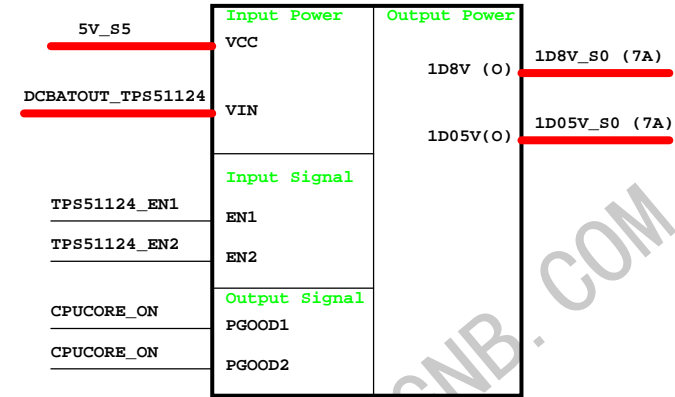 Input Power
Output Power
5V_S5
VCC
1D8V (O)
1D8V_S0 (7A)
DCBATOUT_TPS51124
VIN
1D05V(O)
1D05V_S0 (7A)
Input Signal
TPS51124_EN1
EN1
TPS51124_EN2
EN2
Output Signal
CPUCORE_ON
PGOOD1
CPUCORE_ON
PGOOD2